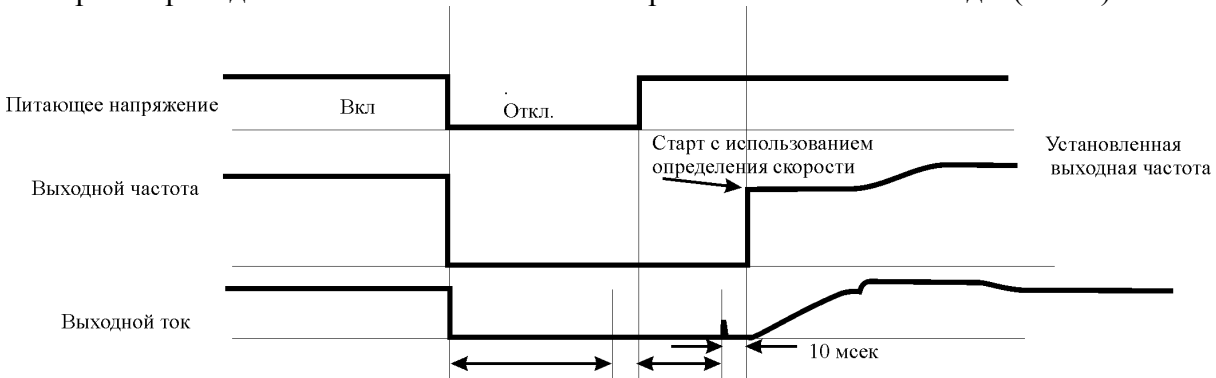 Питающее напряжение
Вкл
Откл.
Старт с использованием
определения скорости
Установленная
выходная частота
Выходной частота
Выходной ток
10 мсек